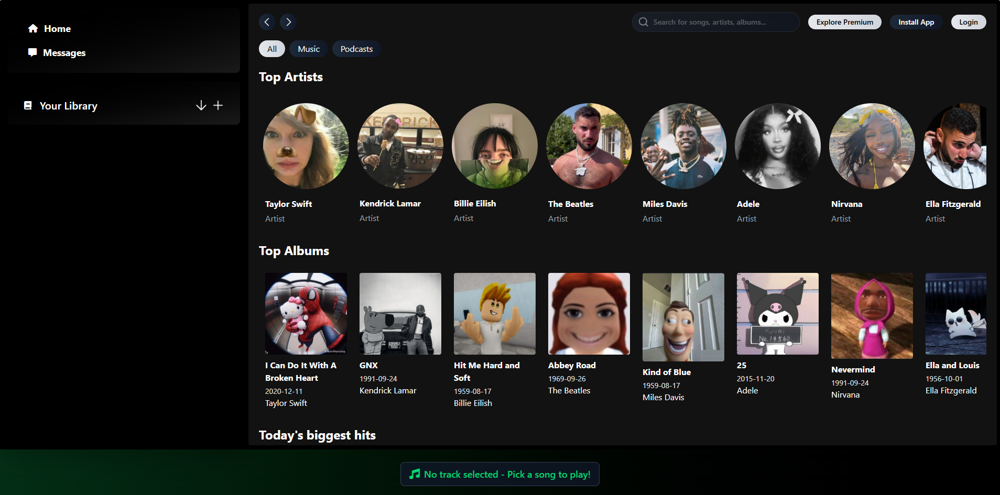 Home
Messages
Your Library
Search for songs, artists, albums...
Explore Premium
Install App
Login
All
Music
Podcasts
Top Artists
KENDRICK
Taylor Swift
Artist
Kendrick Lamar
Artist
Billie Eilish
Artist
The Beatles
Artist
Miles Davis
Artist
Adele
Artist
Nirvana
Artist
Ella Fitzgerald
Artist
Top Albums
Kuromi
No. 14560
I Can Do It With A
Broken Heart
2020-12-11
Taylor Swift
GNX
1991-09-24
Kendrick Lamar
Hit Me Hard and
Soft
1959-08-17
Billie Eilish
Abbey Road
1969-09-26
The Beatles
Kind of Blue
1959-08-17
Miles Davis
25
2015-11-20
Adele
Nevermind
1991-09-24
Nirvana
Ella and Louis
1956-10-01
Ella Fitzgerald
Today's biggest hits
No track selected - Pick a song to play!